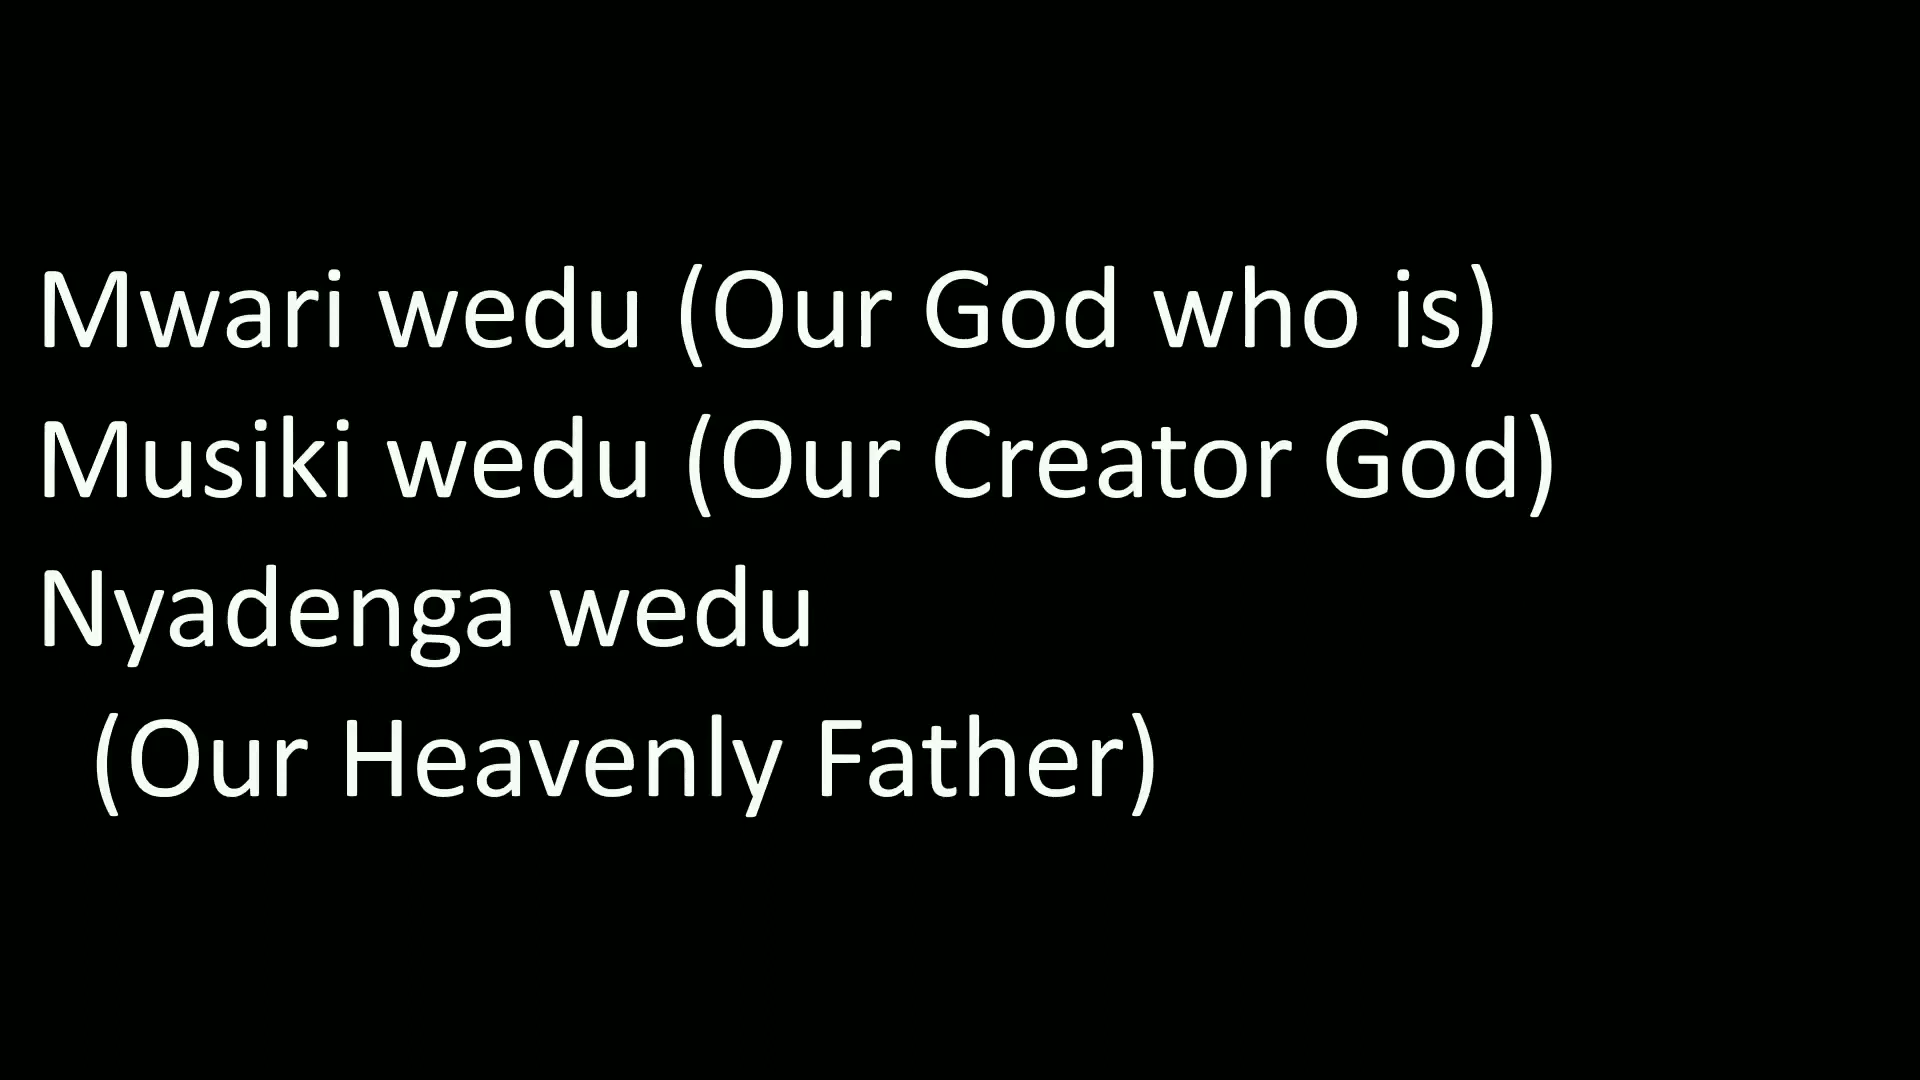 Mwari wedu (Our God who is)
Musiki wedu (Our Creator God)
Nyadenga wedu
(Our Heavenly Father)